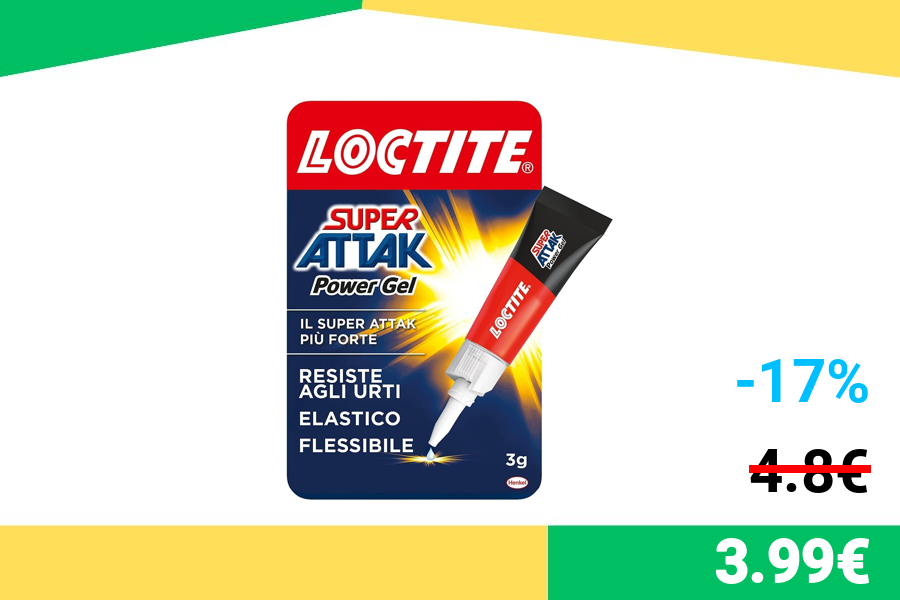 LOCTITE®
SUPER
ATTAK
Power Gel
IL SUPER ATTAK
PIÙ FORTE
RESISTE
AGLI URTI
ELASTICO
FLESSIBILE
3g
Henkel
SUPER
ATTAK
Power Gel
LOCTITE.
-17%
4.8€
3.99€